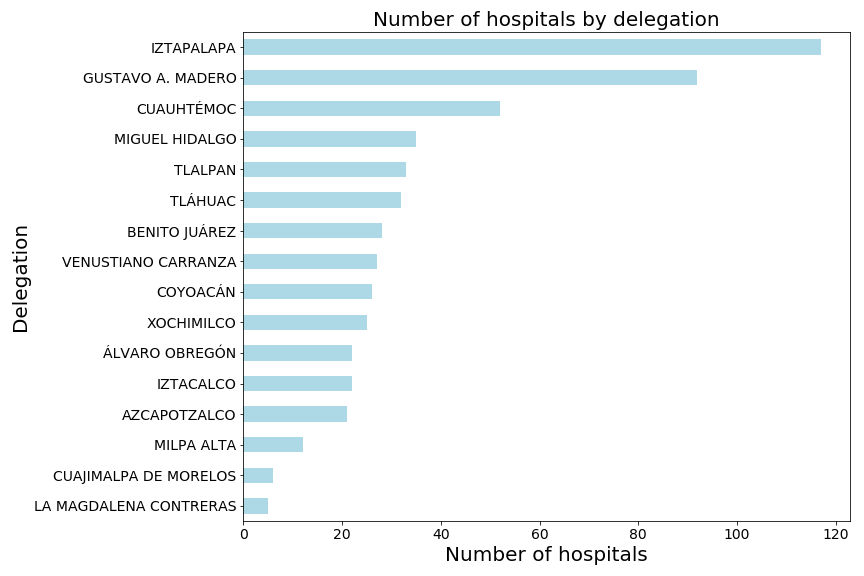 Number of hospitals by delegation
IZTAPALAPA
GUSTAVO A. MADERO
CUAUHTÉMOC
MIGUEL HIDALGO
TLALPAN
TLÁHUAC
BENITO JUÁREZ
VENUSTIANO CARRANZA
COYOACÁN
XOCHIMILCO
ÁLVARO OBREGÓN
IZTACALCO
AZCAPOTZALCO
MILPA ALTA
CUAJIMALPA DE MORELOS
LA MAGDALENA CONTRERAS
Delegation
0 20 40 60 80 100 120
Number of hospitals